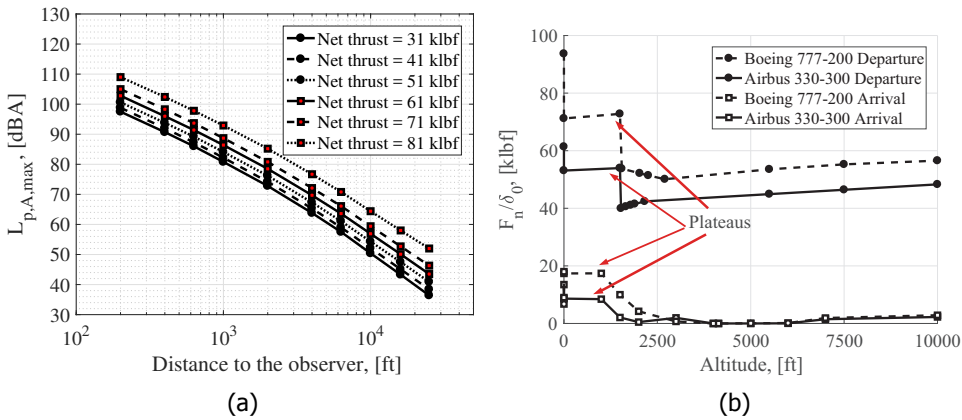 (a)
130
120
110
100
90
80
70
60
50
40
30
L_{p,A,max}, [dBA]
Net thrust = 31 klbf
Net thrust = 41 klbf
Net thrust = 51 klbf
Net thrust = 61 klbf
Net thrust = 71 klbf
Net thrust = 81 klbf
10^2 10^3 10^4
Distance to the observer, [ft]
(a)
(b)
100
80
60
40
20
0
F_n/δ_0, [klbf]
Boeing 777-200 Departure
Airbus 330-300 Departure
Boeing 777-200 Arrival
Airbus 330-300 Arrival
Plateaus
0 2500 5000 7500 10000
Altitude, [ft]
(b)